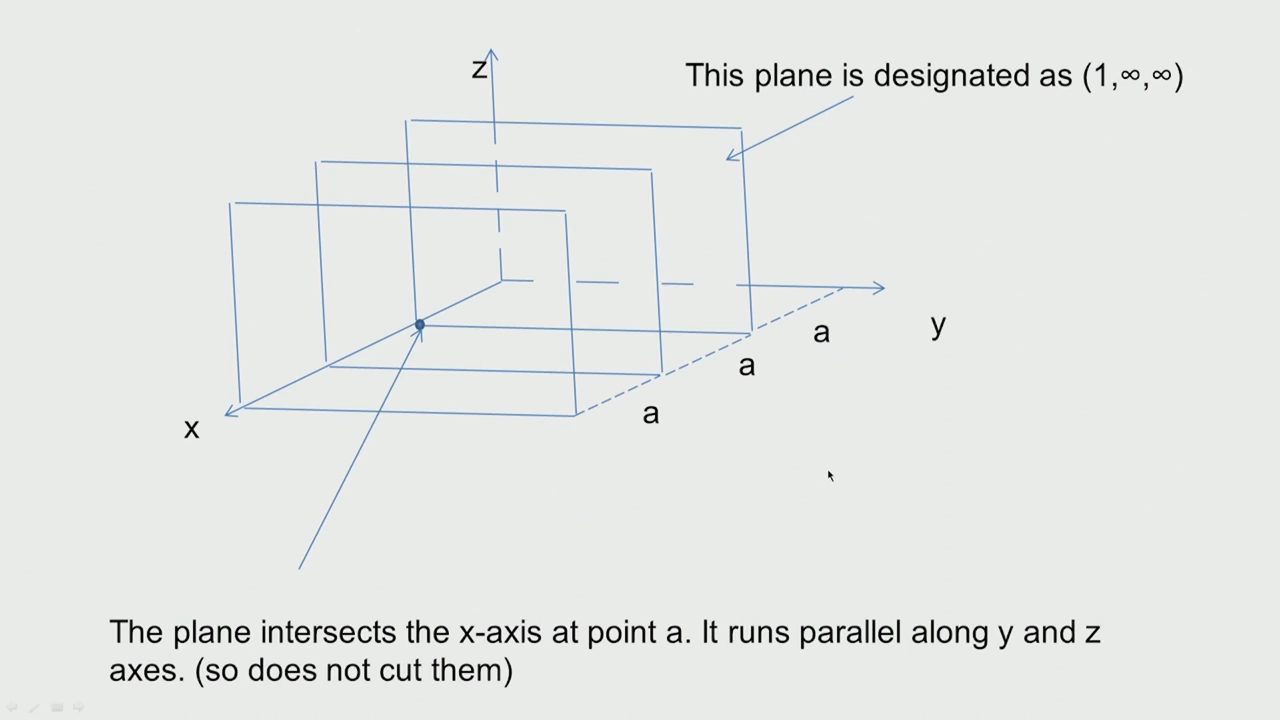 z
This plane is designated as (1,∞,∞)
a
y
a
a
x
The plane intersects the x-axis at point a. It runs parallel along y and z
axes. (so does not cut them)